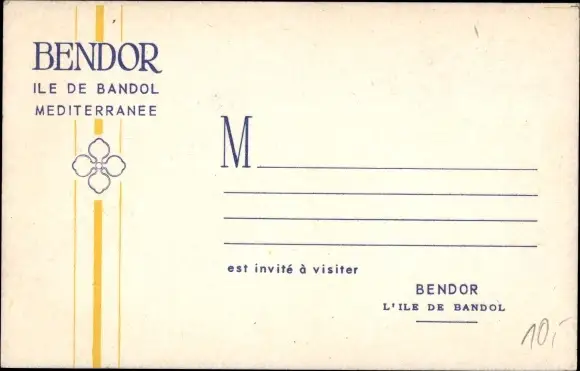 BENDOR
ILE DE BANDOL
MEDITERRANEE
M
est invité à visiter
BENDOR
L'ILE DE BANDOL
10,-